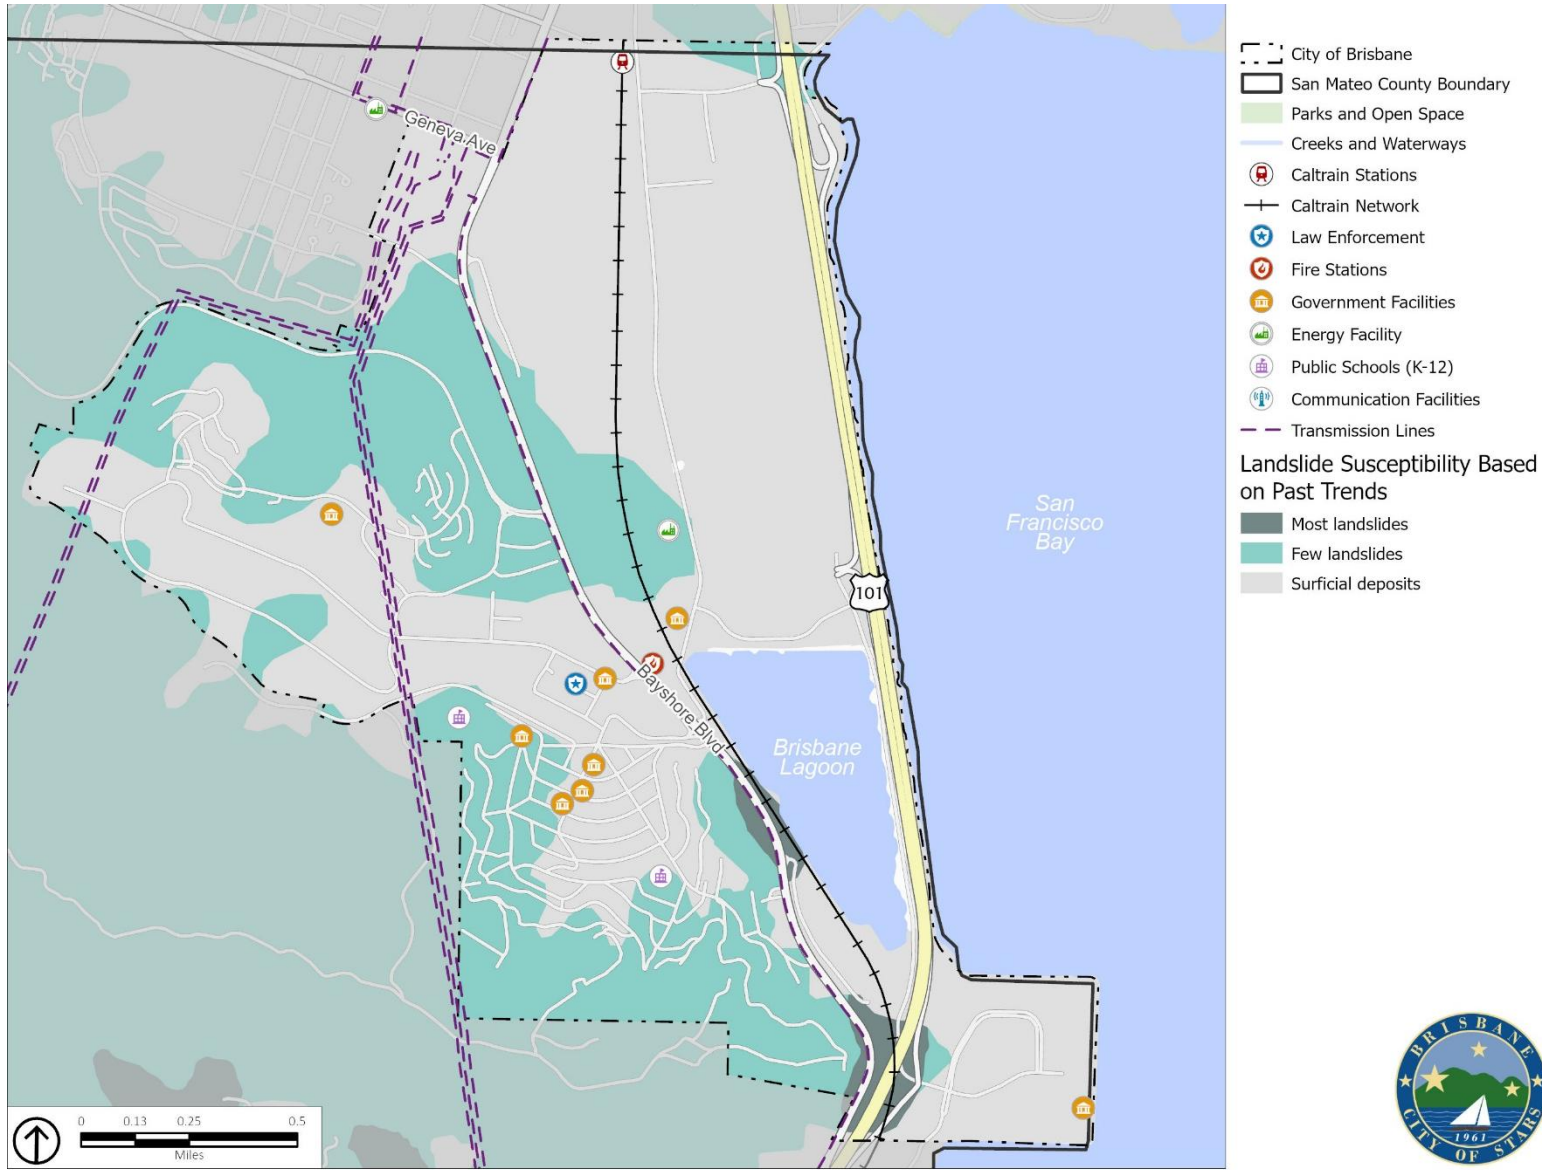 Geneva Ave
101
San
Francisco
Bay
Bayshore Blvd
Brisbane
Lagoon
0 0.13 0.25 0.5
Miles
City of Brisbane
San Mateo County Boundary
Parks and Open Space
Creeks and Waterways
Caltrain Stations
Caltrain Network
Law Enforcement
Fire Stations
Government Facilities
Energy Facility
Public Schools (K-12)
Communication Facilities
Transmission Lines
Landslide Susceptibility Based
on Past Trends
Most landslides
Few landslides
Surficial deposits
BRISBANE
1961
CITY OF STARS